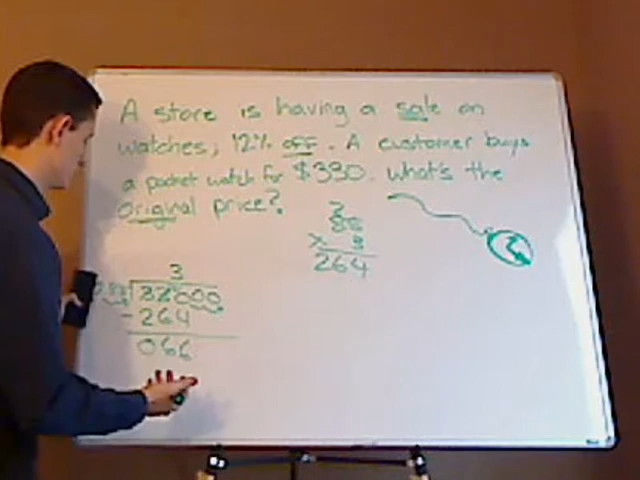 A store is having a sale on
watches, 12% off. A customer buys
a pocket watch for $330. What's the
original price?
2
88
× 3
264
3
33000
- 264
066